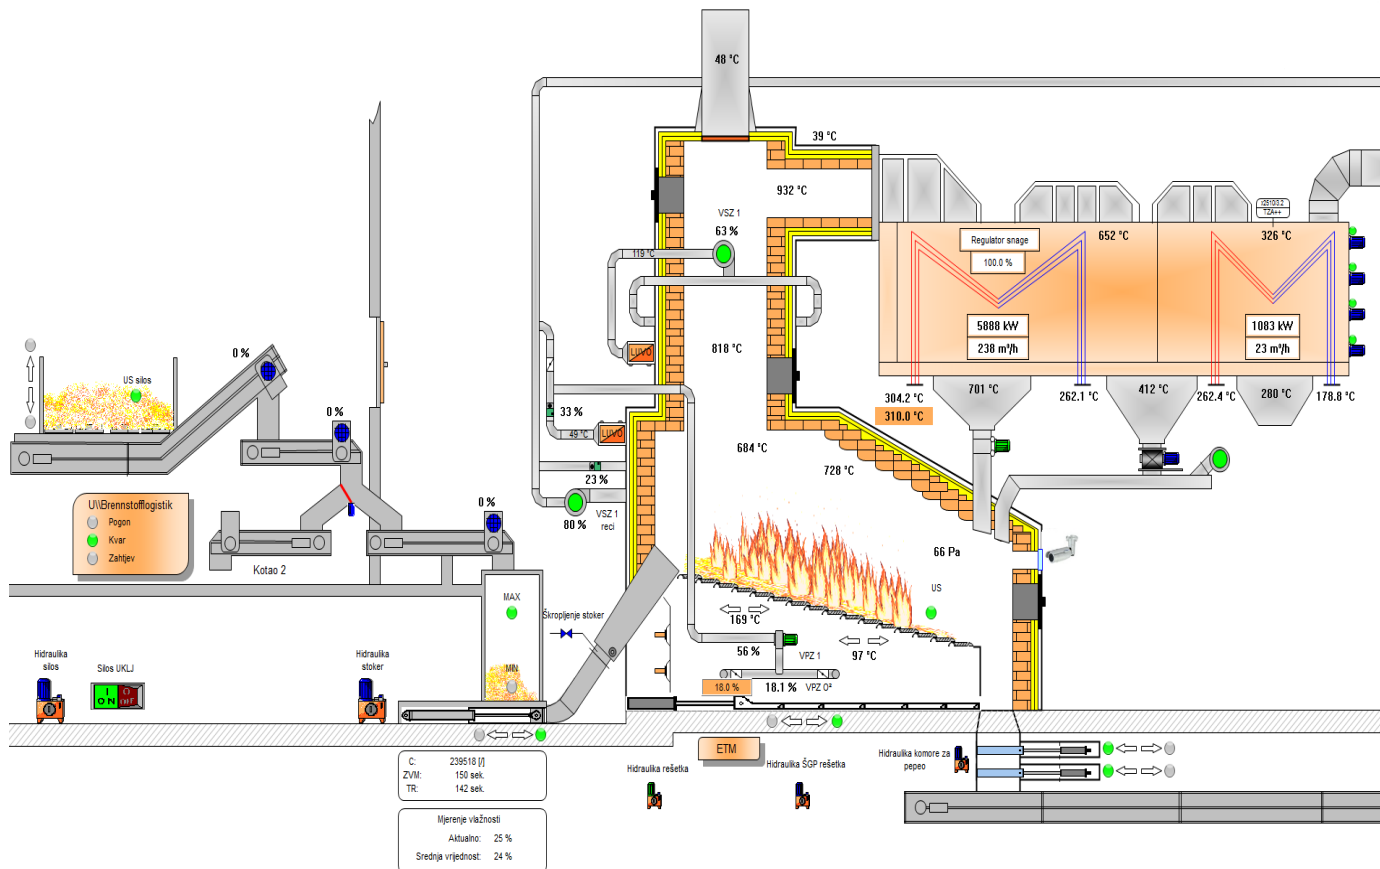 48 °C
39 °C
932 °C
VSZ 1
63 %
119 °C
LUVO
818 °C
33 %
49 °C
LUVO
684 °C
728 °C
23 %
80 %
VSZ 1
reci
TZA++
652 °C
326 °C
Regulator snage
100.0 %
5888 kW
238 m³/h
1083 kW
23 m³/h
701 °C
412 °C
280 °C
304.2 °C
310.0 °C
262.1 °C
262.4 °C
178.8 °C
0 %
US silos
0 %
0 %
U\\Brennstofflogistik
Pogon
Kvar
Zahtjev
Kotao 2
MAX
MIN
Škropljenje stoker
66 Pa
US
169 °C
97 °C
56 %
VPZ 1
18.0 %
18.1 %
VPZ 0ª
Hidraulika
silos
Silos UKLJ
I
ON
O
OFF
Hidraulika
stoker
C: 239518 [/]
ZVM: 150 sek.
TR: 142 sek.
Mjerenje vlažnosti
Aktualno: 25 %
Srednja vrijednost: 24 %
ETM
Hidraulika rešetka
Hidraulika ŠGP rešetka
Hidraulika komore za
pepeo